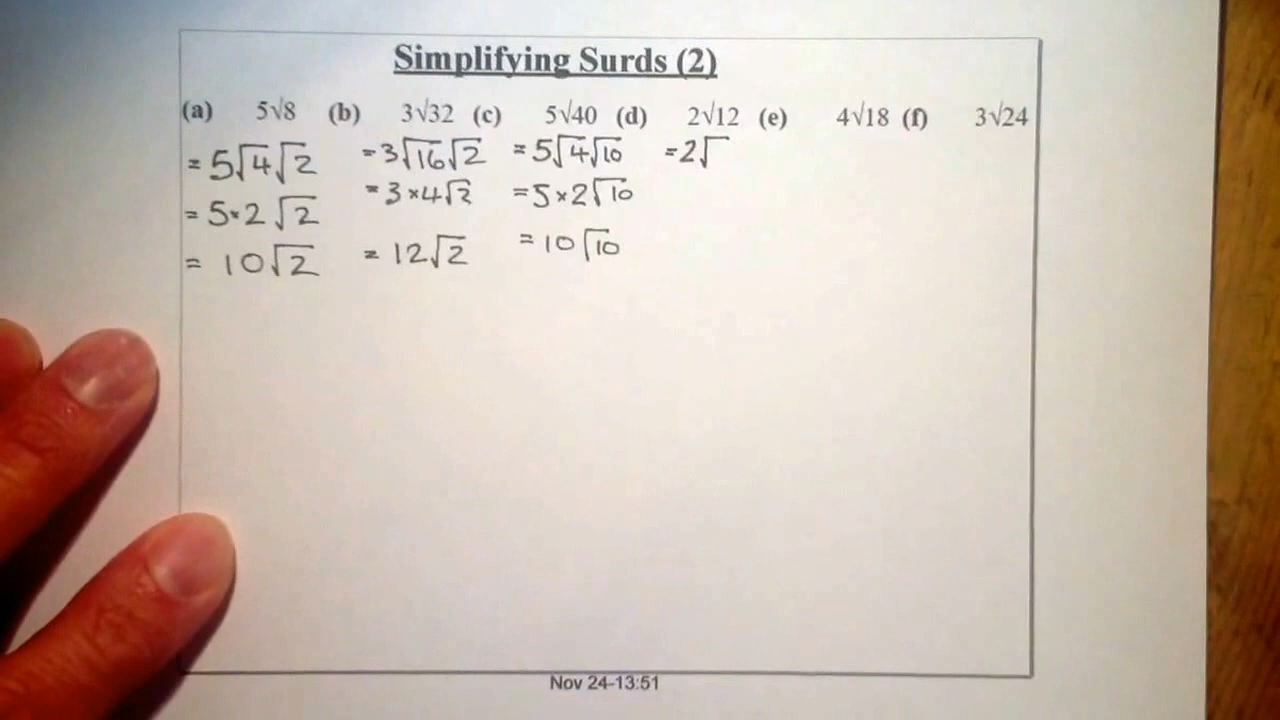 Simplifying Surds (2)
(a) 5√8 (b) 3√32 (c) 5√40 (d) 2√12 (e) 4√18 (f) 3√24
= 5√4√2 = 3√16√2 = 5√4√10 = 2√
= 5×2√2 = 3×4√2 = 5×2√10
= 10√2 = 12√2 = 10√10
Nov 24-13:51